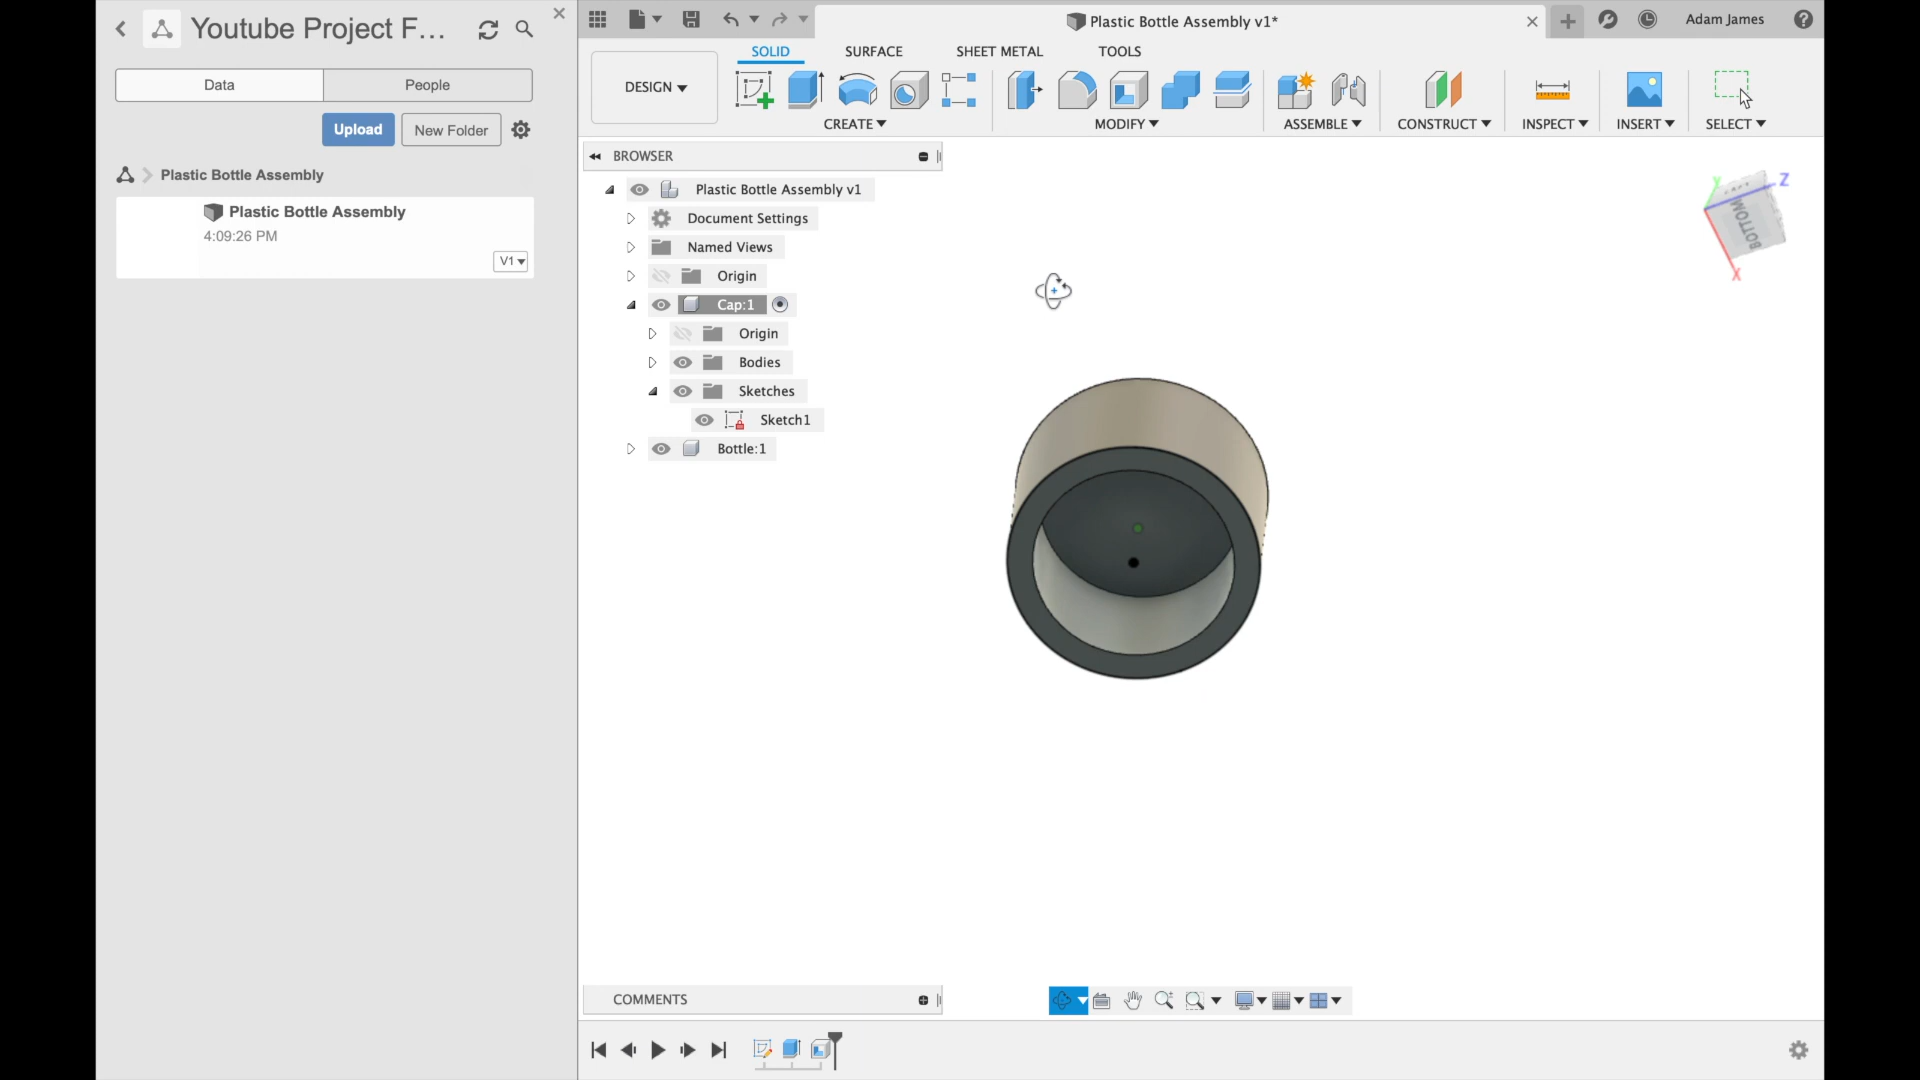 Youtube Project F...
Data
People
Upload
New Folder
Plastic Bottle Assembly
Plastic Bottle Assembly
4:09:26 PM
V1
Plastic Bottle Assembly v1*
Adam James
DESIGN
SOLID
SURFACE
SHEET METAL
TOOLS
CREATE
MODIFY
ASSEMBLE
CONSTRUCT
INSPECT
INSERT
SELECT
BROWSER
Plastic Bottle Assembly v1
Document Settings
Named Views
Origin
Cap:1
Origin
Bodies
Sketches
Sketch1
Bottle:1
Y
Z
X
BOTTOM
COMMENTS